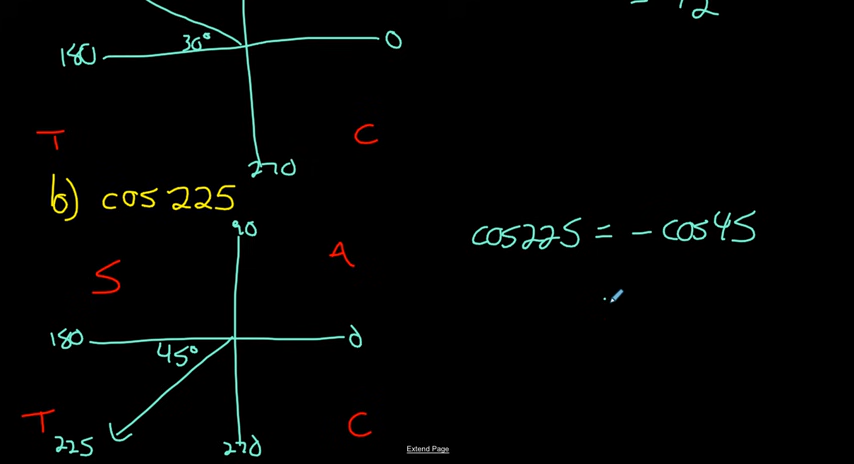 30°
180 0
T C
270
b) cos 225
90
S A
cos225 = - cos45
180 0
45°
T C
225 270
Extend Page